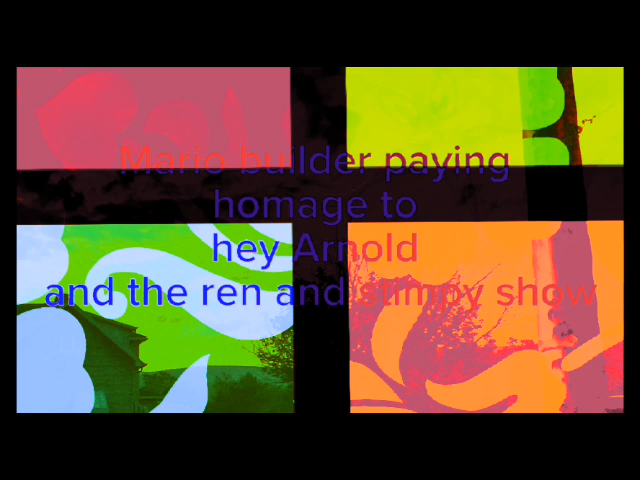 Mario builder paying
homage to
hey Arnold
and the ren and stimpy show